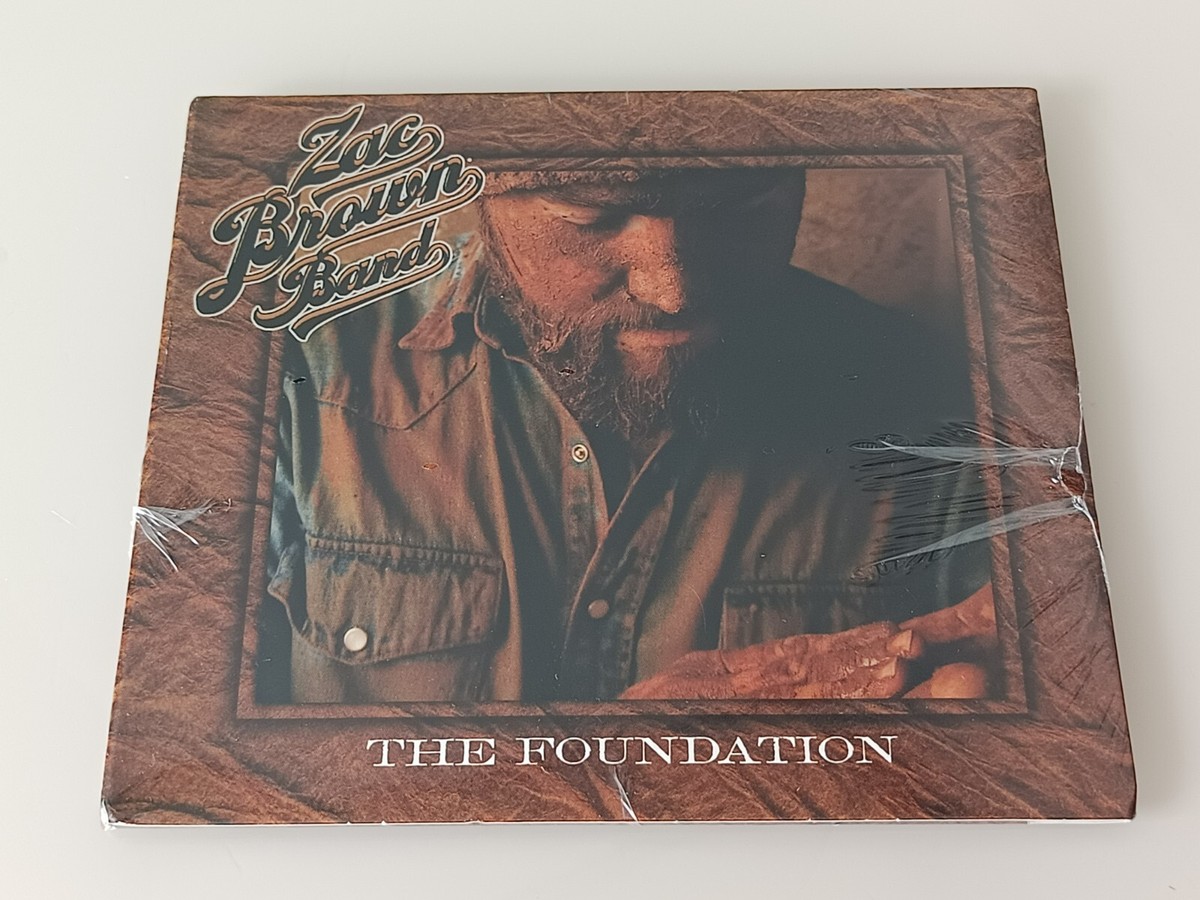 Zac
Brown
Band
THE FOUNDATION